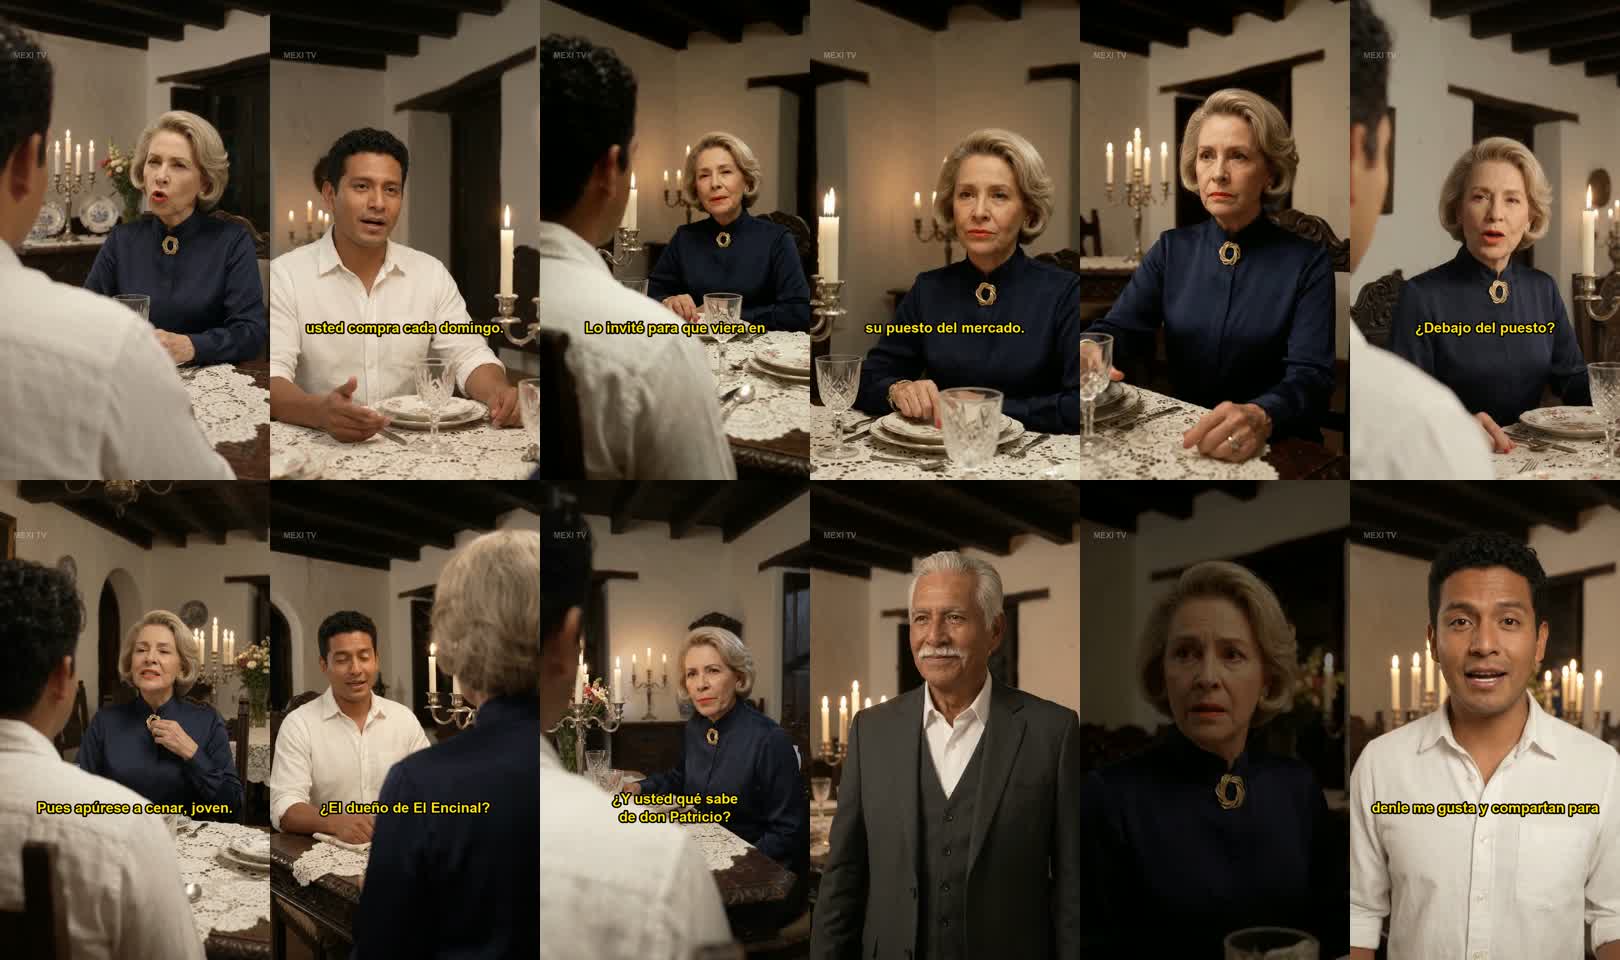 MEXI TV
MEXI TV
usted compra cada domingo.
MEXI TV
Lo invité para que viera en
MEXI TV
su puesto del mercado.
MEXI TV
MEXI TV
¿Debajo del puesto?
MEXI TV
Pues apúrese a cenar, joven.
MEXI TV
¿El dueño de El Encinal?
MEXI TV
¿Y usted qué sabe
de don Patricio?
MEXI TV
MEXI TV
MEXI TV
denle me gusta y compartan para